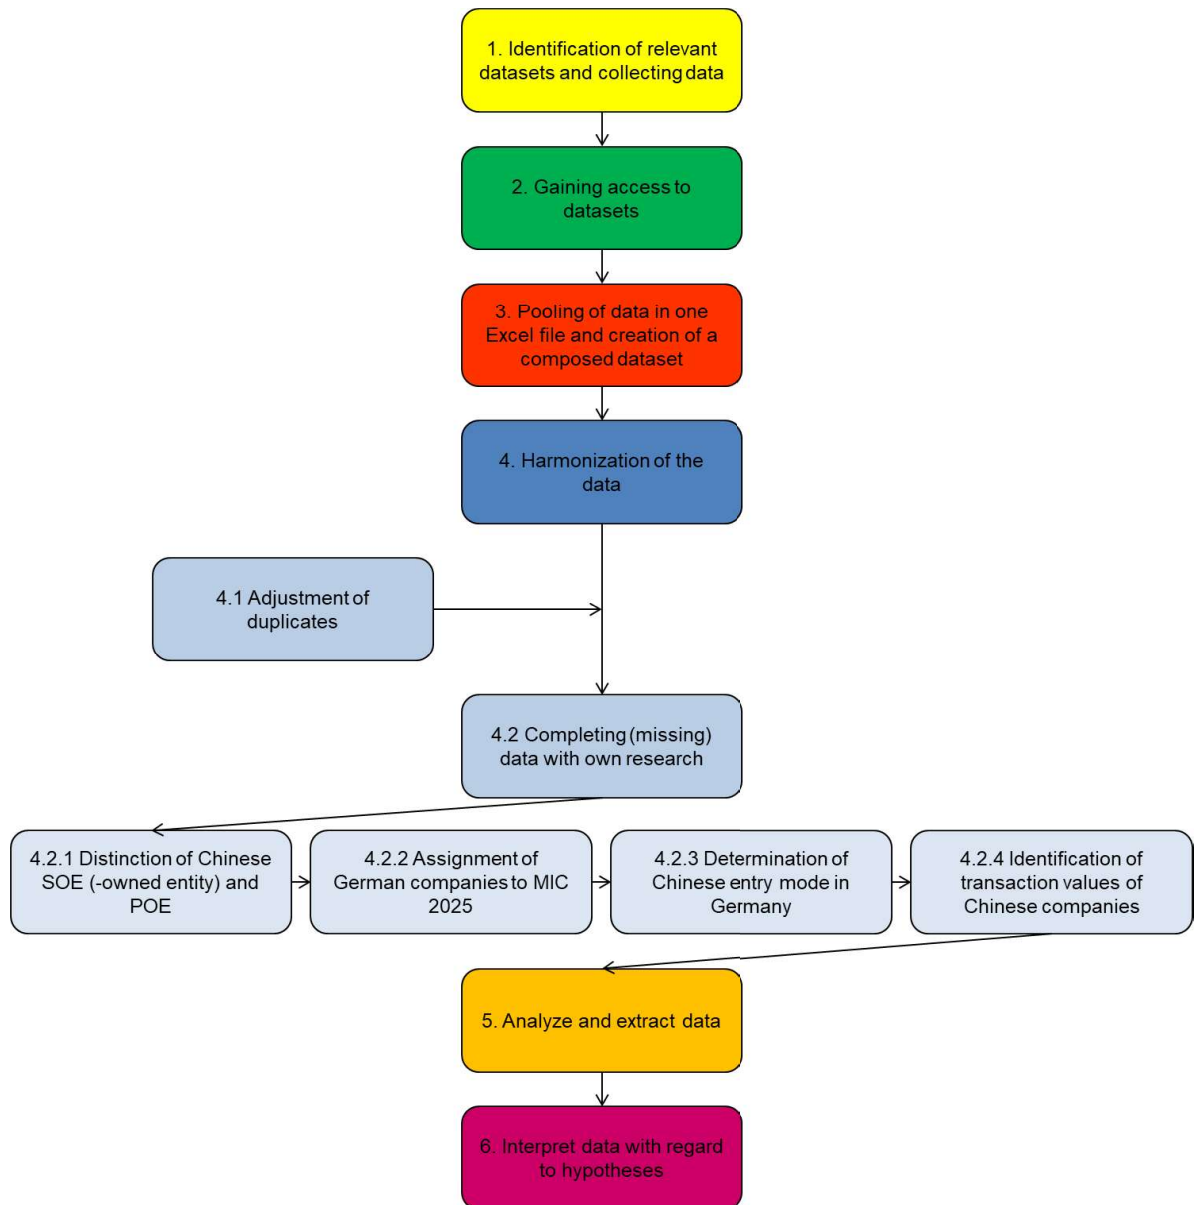 1. Identification of relevant
datasets and collecting data
2. Gaining access to
datasets
3. Pooling of data in one
Excel file and creation of a
composed dataset
4. Harmonization of the
data
4.1 Adjustment of
duplicates
4.2 Completing (missing)
data with own research
4.2.1 Distinction of Chinese
SOE (-owned entity) and
POE
4.2.2 Assignment of
German companies to MIC
2025
4.2.3 Determination of
Chinese entry mode in
Germany
4.2.4 Identification of
transaction values of
Chinese companies
5. Analyze and extract data
6. Interpret data with regard
to hypotheses